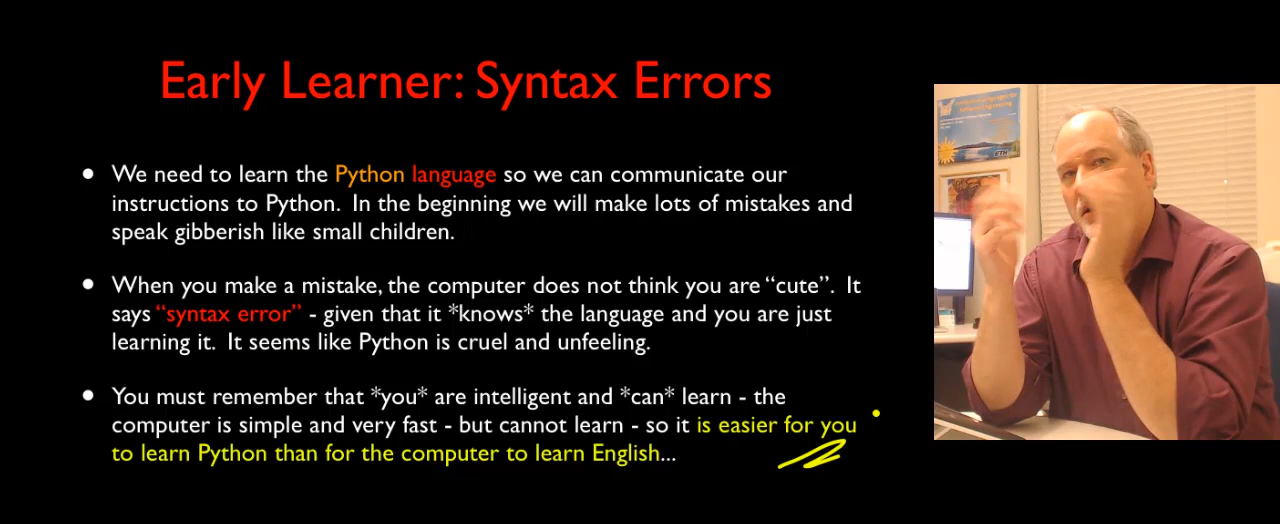 Early Learner: Syntax Errors
• We need to learn the Python language so we can communicate our
instructions to Python. In the beginning we will make lots of mistakes and
speak gibberish like small children.
• When you make a mistake, the computer does not think you are “cute”. It
says “syntax error” - given that it *knows* the language and you are just
learning it. It seems like Python is cruel and unfeeling.
• You must remember that *you* are intelligent and *can* learn - the
computer is simple and very fast - but cannot learn - so it is easier for you
to learn Python than for the computer to learn English...
ETH